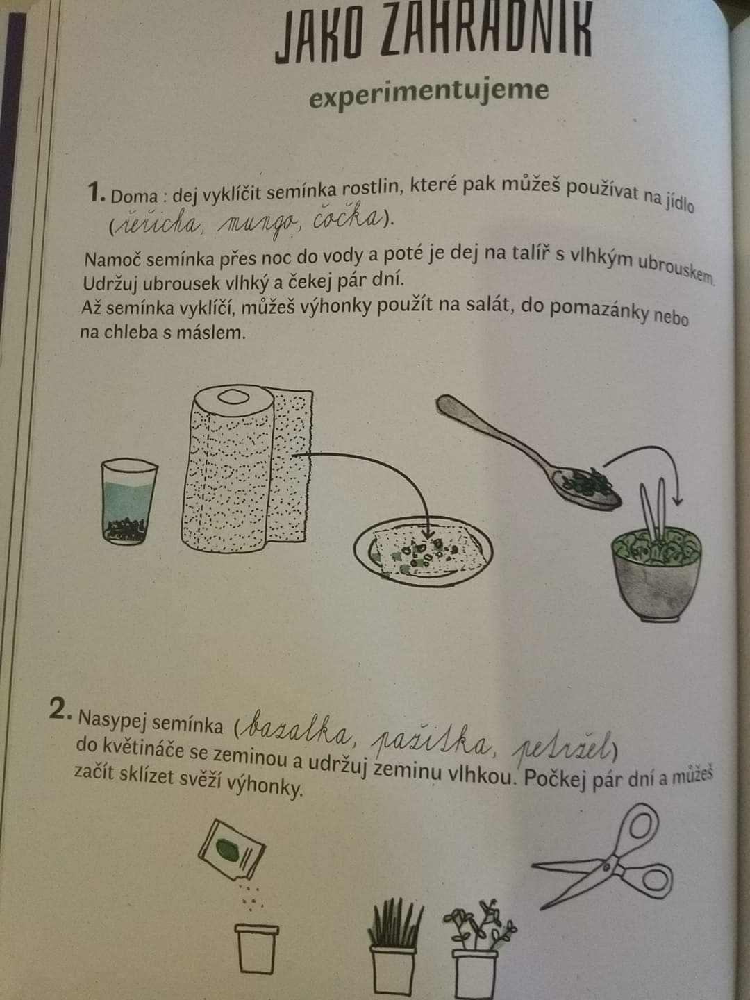 JAKO ZAHRADNÍK
experimentujeme
1. Doma : dej vyklíčit semínka rostlin, které pak můžeš používat na jídlo
(řeřicha, mungo, čočka).
Namoč semínka přes noc do vody a poté je dej na talíř s vlhkým ubrouskem.
Udržuj ubrousek vlhký a čekej pár dní.
Až semínka vyklíčí, můžeš výhonky použít na salát, do pomazánky nebo
na chleba s máslem.
2. Nasypej semínka (bazalka, pažitka, petržel)
do květináče se zeminou a udržuj zeminu vlhkou. Počkej pár dní a můžeš
začít sklízet svěží výhonky.